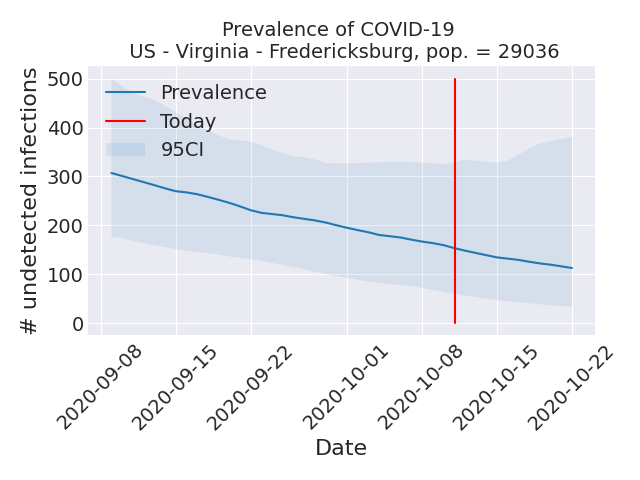 Prevalence of COVID-19
US - Virginia - Fredericksburg, pop. = 29036
# undetected infections
500
400
300
200
100
0
Prevalence
Today
95CI
2020-09-08
2020-09-15
2020-09-22
2020-10-01
2020-10-08
2020-10-15
2020-10-22
Date